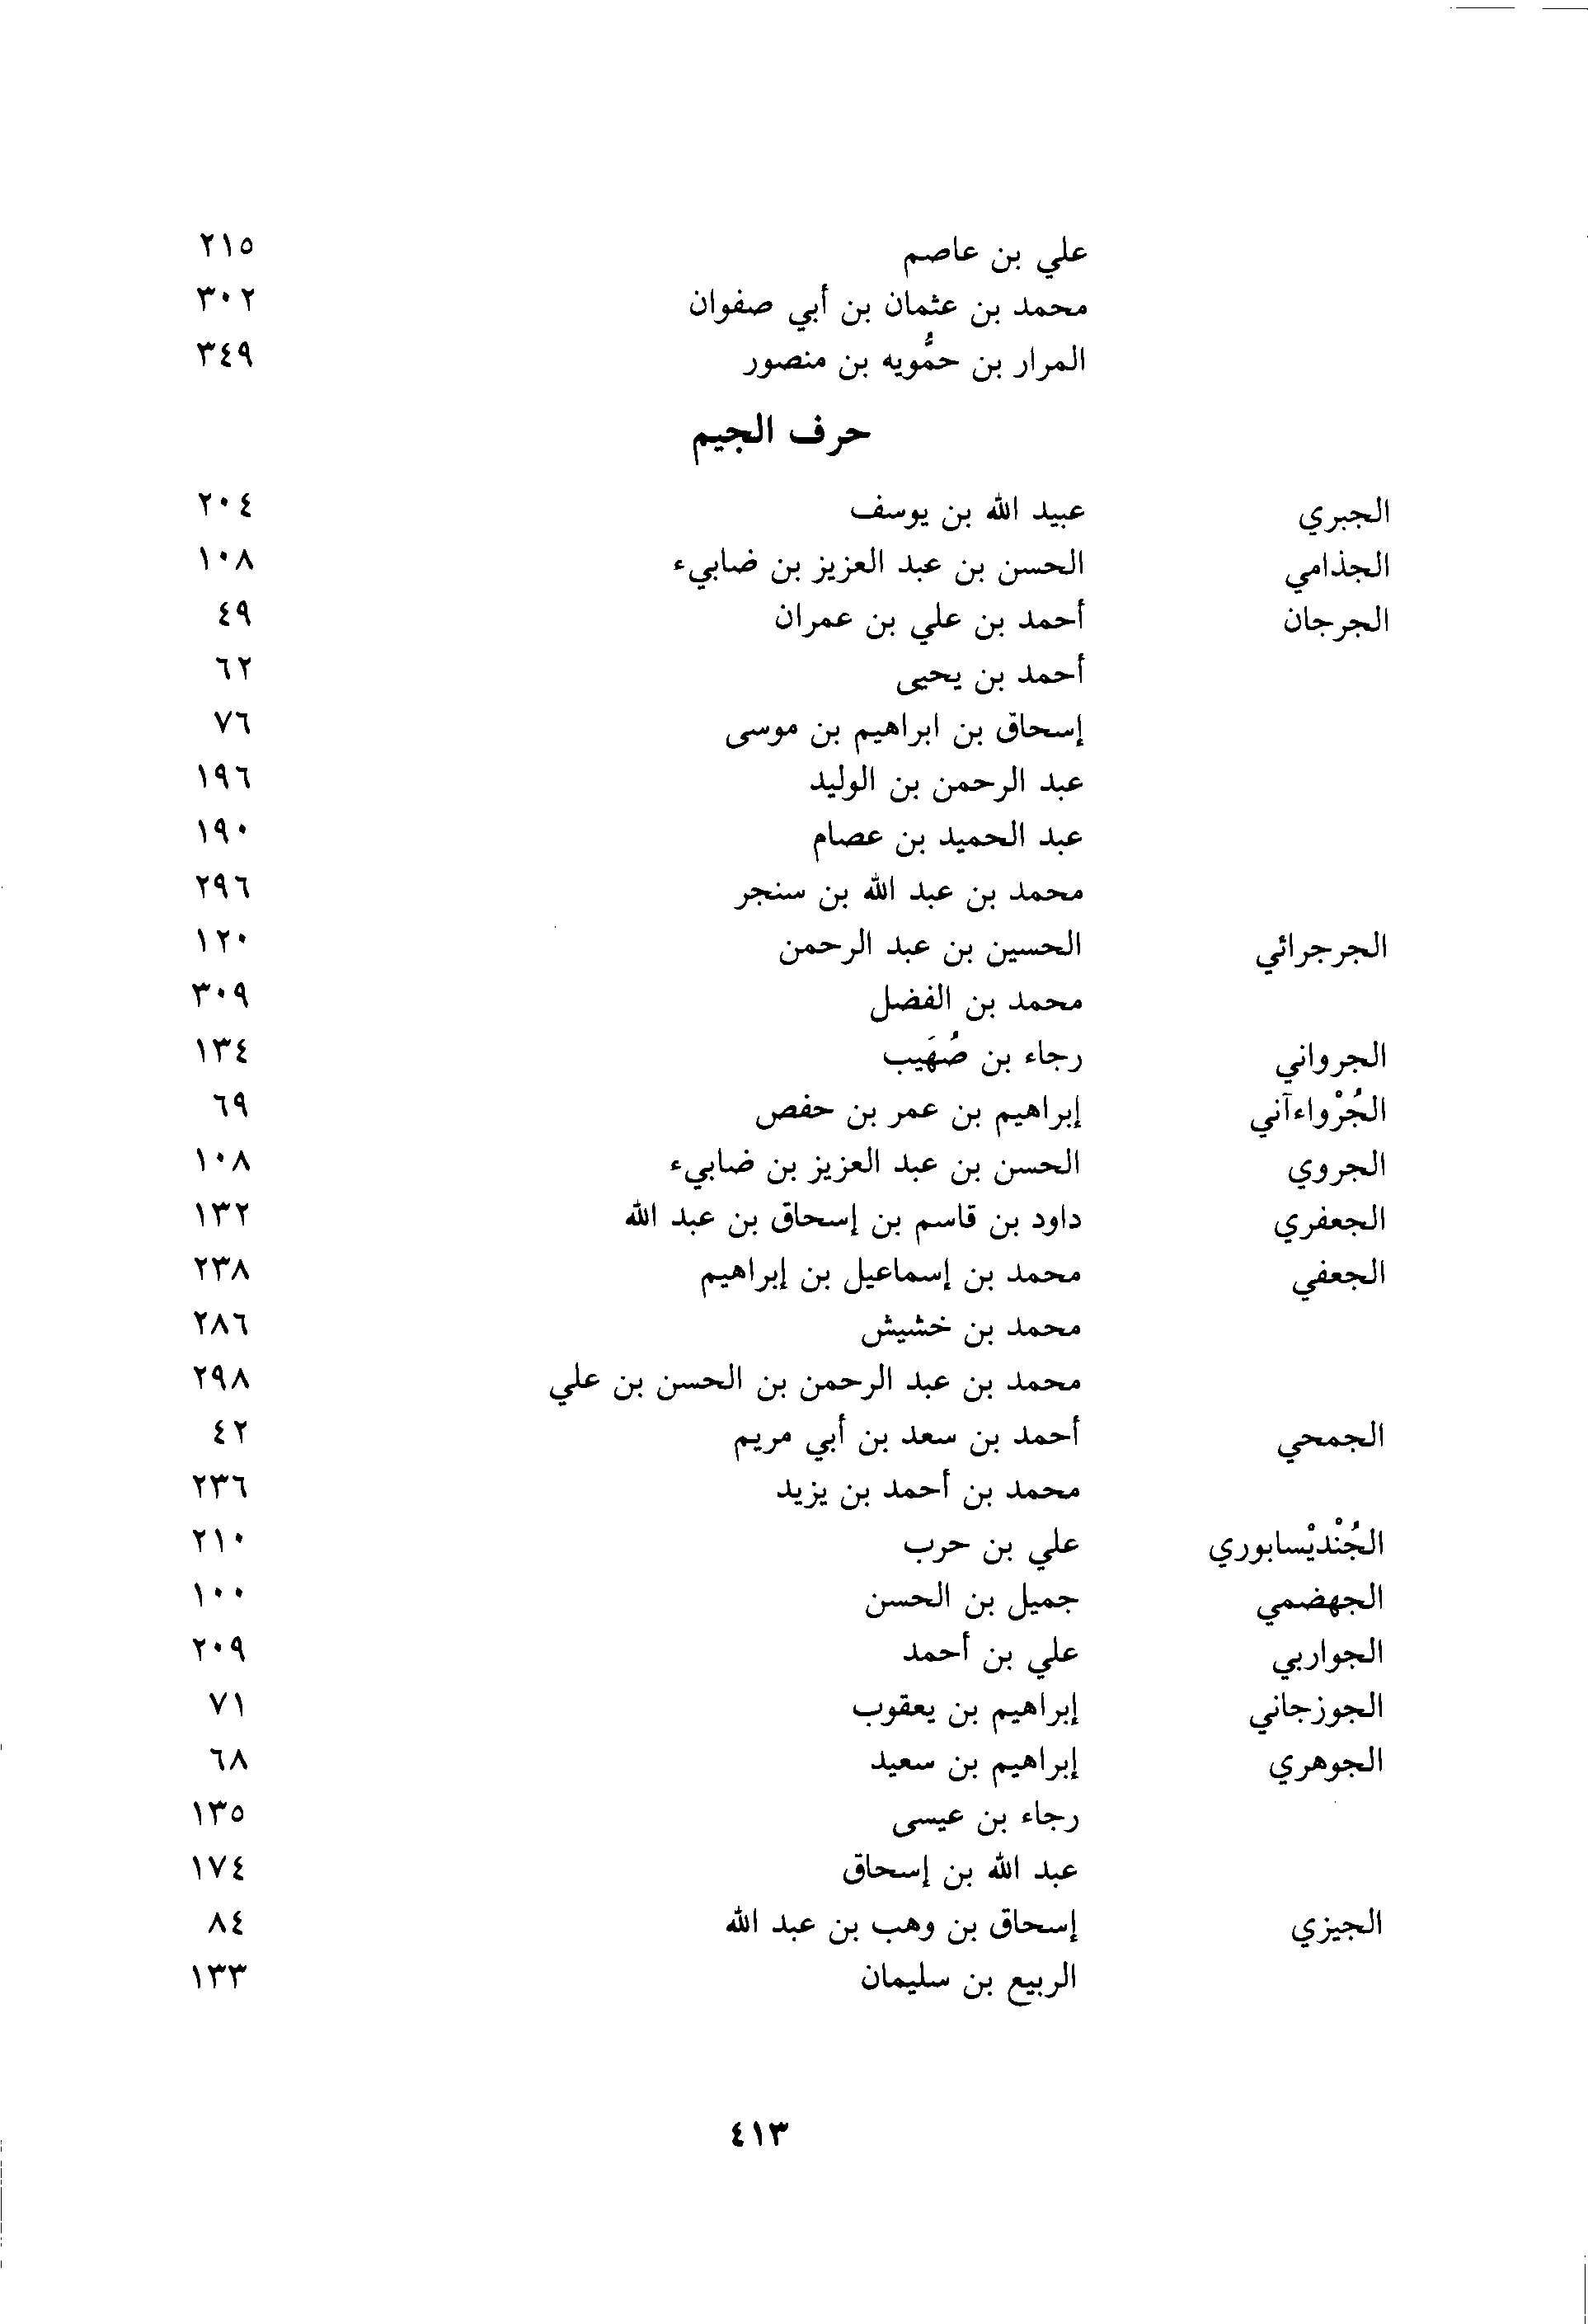 علي بن عاصم ٢١٥
محمد بن عثمان بن أبي صفوان ٣٠٢
المرار بن حمُّويه بن منصور ٣٤٩
حرف الجيم
الجبري عبيد الله بن يوسف ٢٠٤
الجذامي الحسن بن عبد العزيز بن ضابيء ١٠٨
الجرجان أحمد بن علي بن عمران ٤٩
أحمد بن يحيى ٦٢
إسحاق بن ابراهيم بن موسى ٧٦
عبد الرحمن بن الوليد ١٩٦
عبد الحميد بن عصام ١٩٠
محمد بن عبد الله بن سنجر ٢٩٦
الجرجرائي الحسين بن عبد الرحمن ١٢٠
محمد بن الفضل ٣٠٩
الجرواني رجاء بن صُهَيب ١٣٤
الجُرْواءآني إبراهيم بن عمر بن حفص ٦٩
الجروي الحسن بن عبد العزيز بن ضابيء ١٠٨
الجعفري داود بن قاسم بن إسحاق بن عبد الله ١٣٢
الجعفي محمد بن إسماعيل بن إبراهيم ٢٣٨
محمد بن خشيش ٢٨٦
محمد بن عبد الرحمن بن الحسن بن علي ٢٩٨
الجمحي أحمد بن سعد بن أبي مريم ٤٢
محمد بن أحمد بن يزيد ٢٣٦
الجُنْديْسابوري علي بن حرب ٢١٠
الجهضمي جميل بن الحسن ١٠٠
الجواربي علي بن أحمد ٢٠٩
الجوزجاني إبراهيم بن يعقوب ٧١
الجوهري إبراهيم بن سعيد ٦٨
رجاء بن عيسى ١٣٥
عبد الله بن إسحاق ١٧٤
الجيزي إسحاق بن وهب بن عبد الله ٨٤
الربيع بن سليمان ١٣٣
٤١٣